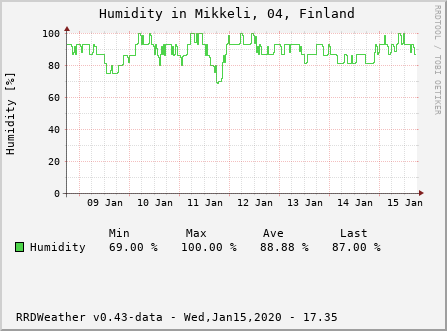 Humidity in Mikkeli, 04, Finland
RRDTOOL / TOBI OETIKER
Humidity [%]
100
80
60
40
20
0
09 Jan 10 Jan 11 Jan 12 Jan 13 Jan 14 Jan 15 Jan
Min Max Ave Last
Humidity 69.00 % 100.00 % 88.88 % 87.00 %
RRDWeather v0.43-data - Wed,Jan15,2020 - 17.35